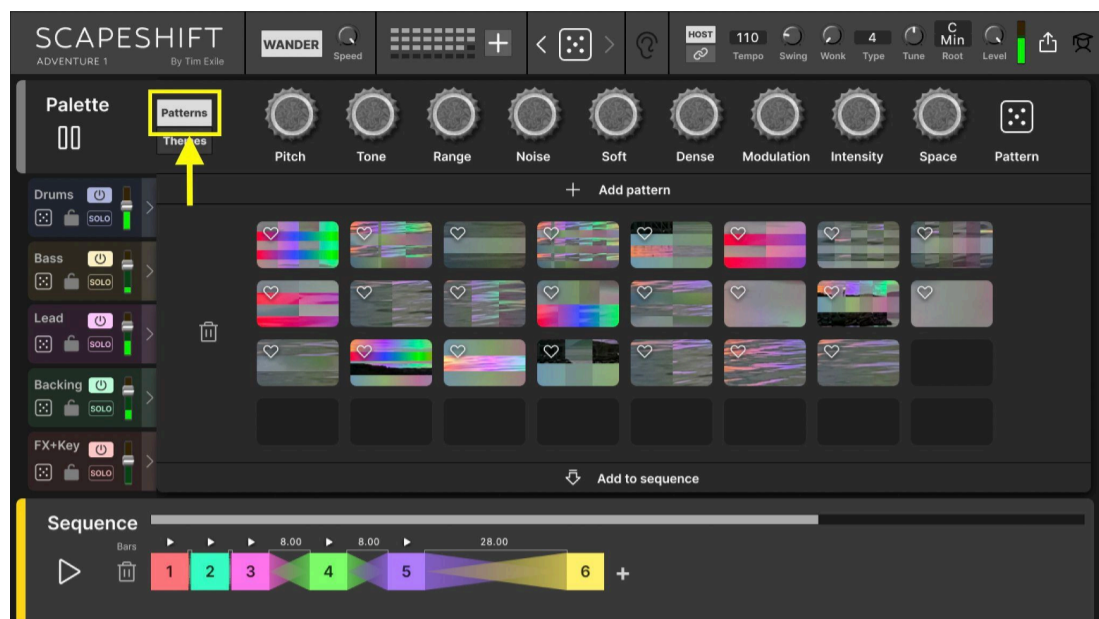 SCAPESHIFT
ADVENTURE 1 By Tim Exile
WANDER
Speed
HOST
110
Tempo
Swing
Wonk
4
Type
Tune
C
Min
Root
Level
Palette
Patterns
Themes
Pitch Tone Range Noise Soft Dense Modulation Intensity Space Pattern
+ Add pattern
Drums
SOLO
Bass
SOLO
Lead
SOLO
Backing
SOLO
FX+Key
SOLO
Add to sequence
Sequence
Bars
8.00 8.00 28.00
1 2 3 4 5 6 +